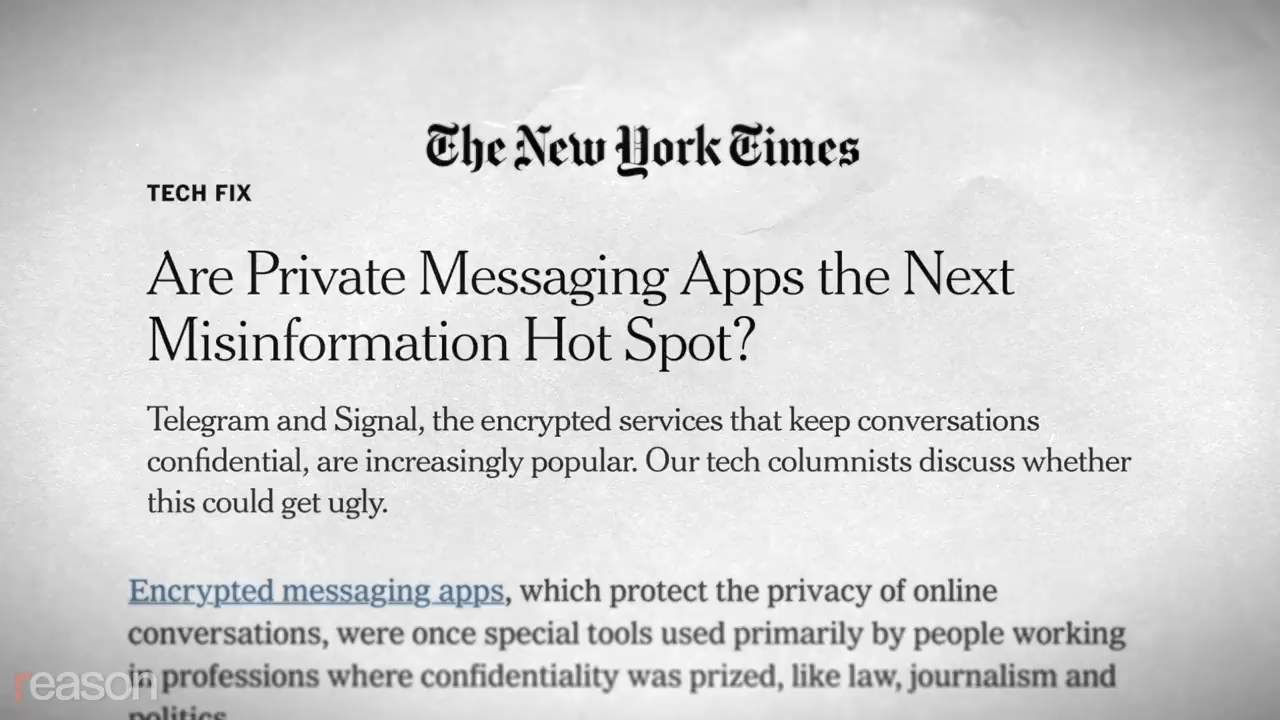 The New York Times
TECH FIX
Are Private Messaging Apps the Next
Misinformation Hot Spot?
Telegram and Signal, the encrypted services that keep conversations
confidential, are increasingly popular. Our tech columnists discuss whether
this could get ugly.
Encrypted messaging apps, which protect the privacy of online
conversations, were once special tools used primarily by people working
in professions where confidentiality was prized, like law, journalism and
politics.
reason